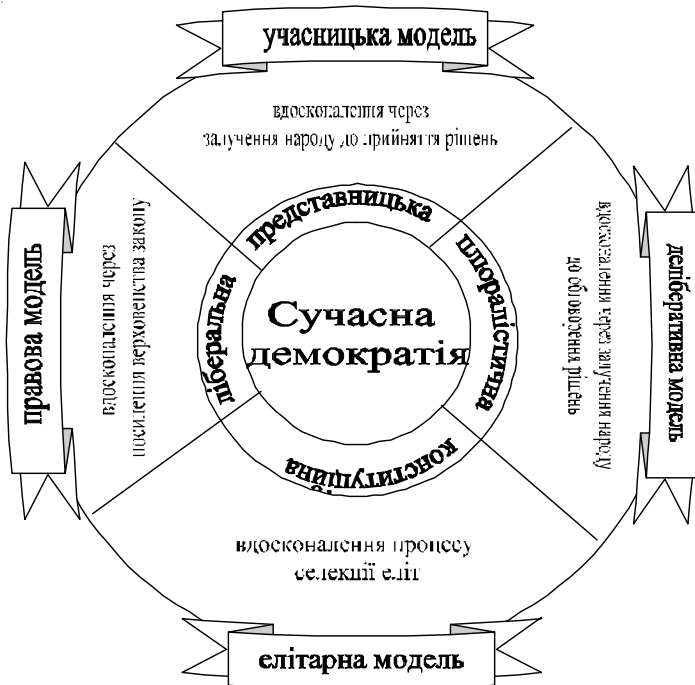 учасницька модель
вдосконалення через
залучення народу до прийняття рішень
правова модель
вдосконалення через
посилення верховенства закону
представницька
ліберальна
плюралістична
конституційна
Сучасна
демократія
вдосконалення через залучення народу
до обговорення рішень
деліберативна модель
вдосконалення процесу
селекції еліт
елітарна модель